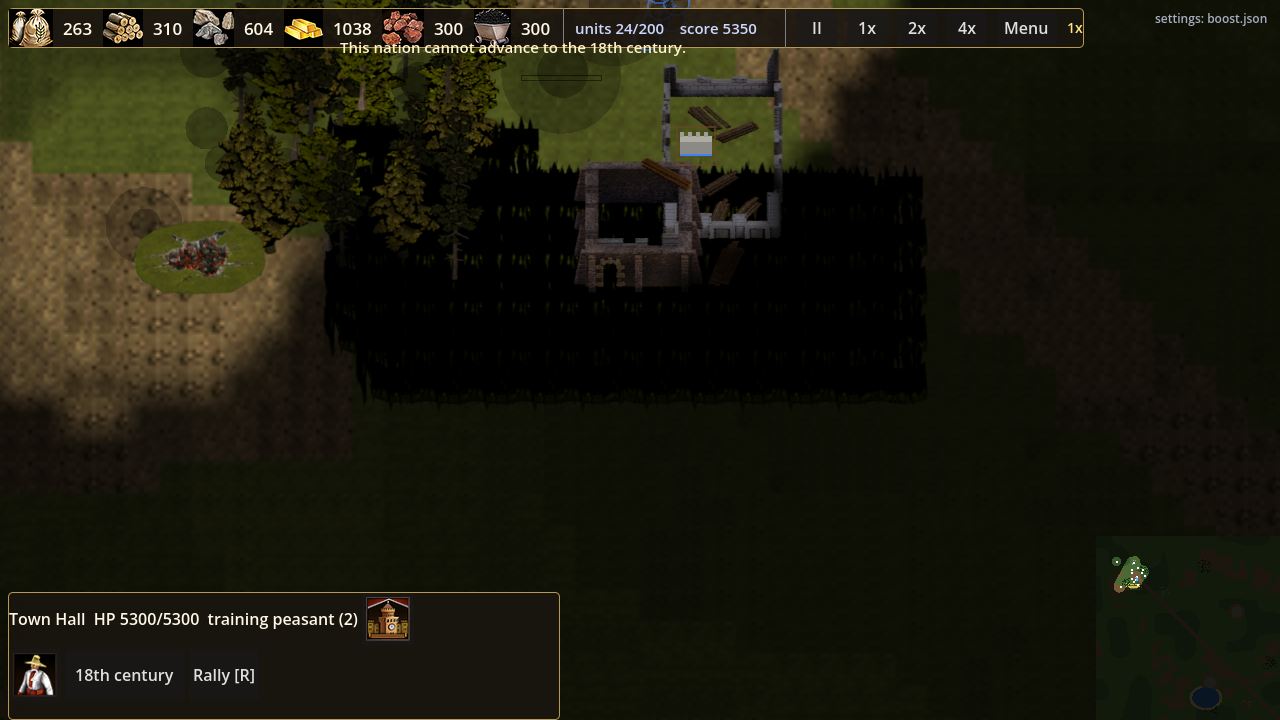 263 310 604 1038 300 300 units 24/200 score 5350 II 1x 2x 4x Menu 1x
settings: boost.json
This nation cannot advance to the 18th century.
Town Hall HP 5300/5300 training peasant (2)
18th century Rally [R]